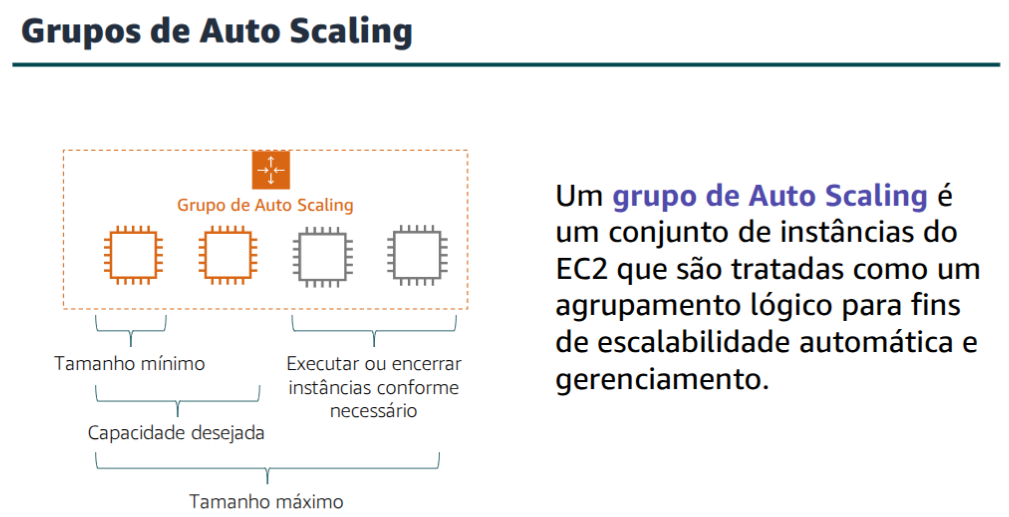 Grupos de Auto Scaling
Grupo de Auto Scaling
Tamanho mínimo
Executar ou encerrar
instâncias conforme
necessário
Capacidade desejada
Tamanho máximo
Um grupo de Auto Scaling é
um conjunto de instâncias do
EC2 que são tratadas como um
agrupamento lógico para fins
de escalabilidade automática e
gerenciamento.